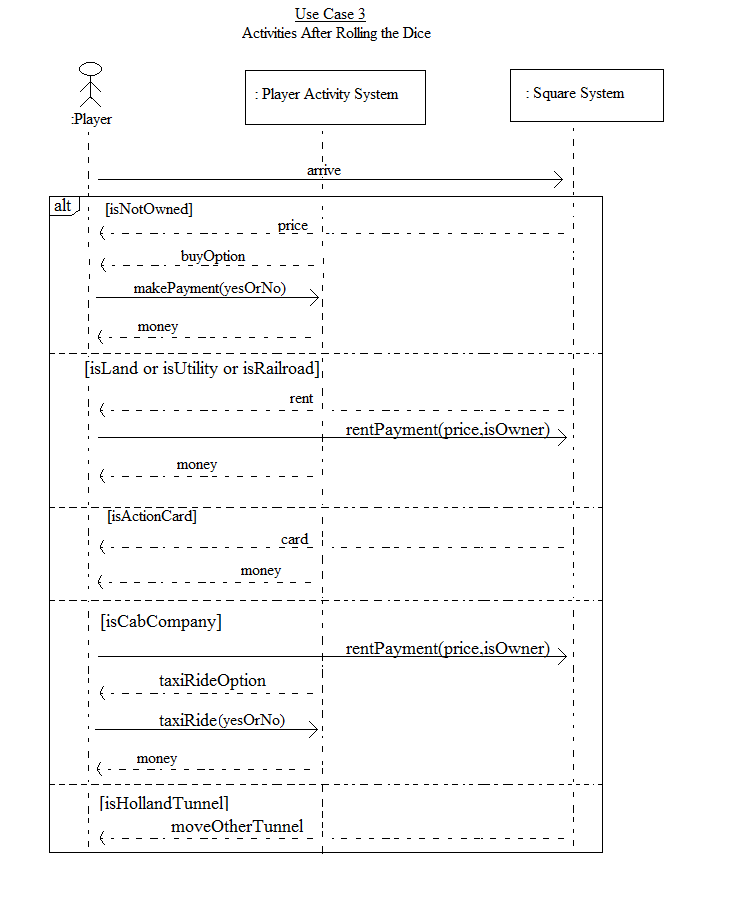 Use Case 3
Activities After Rolling the Dice
:Player
: Player Activity System
: Square System
arrive
alt
[isNotOwned]
price
buyOption
makePayment(yesOrNo)
money
[isLand or isUtility or isRailroad]
rent
rentPayment(price,isOwner)
money
[isActionCard]
card
money
[isCabCompany]
rentPayment(price,isOwner)
taxiRideOption
taxiRide(yesOrNo)
money
[isHollandTunnel]
moveOtherTunnel